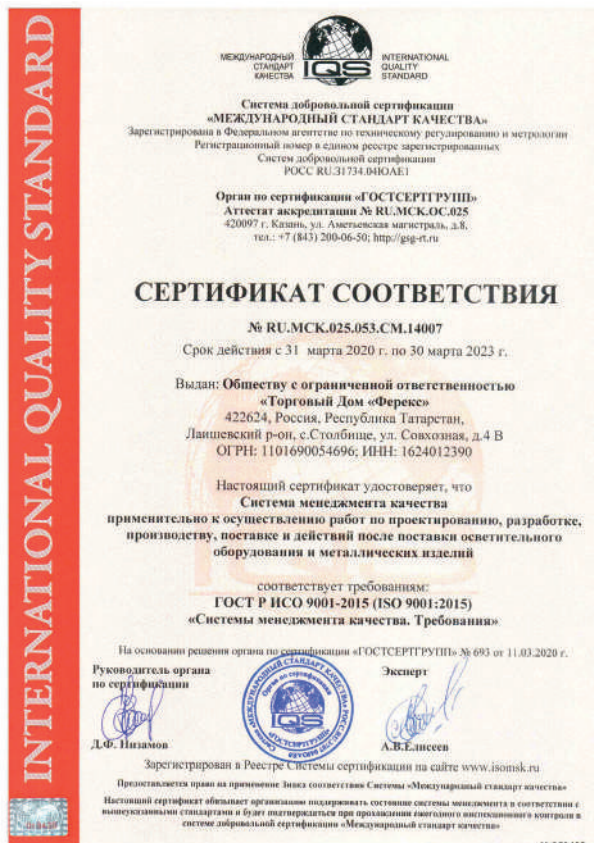 INTERNATIONAL QUALITY STANDARD
МЕЖДУНАРОДНЫЙ
СТАНДАРТ
КАЧЕСТВА
IQS
INTERNATIONAL
QUALITY
STANDARD
Система добровольной сертификации
«МЕЖДУНАРОДНЫЙ СТАНДАРТ КАЧЕСТВА»
Зарегистрирована в Федеральном агентстве по техническому регулированию и метрологии
Регистрационный номер в едином реестре зарегистрированных
Систем добровольной сертификации
РОСС RU.31734.04ЮАЕ1
Орган по сертификации «ГОСТСЕРТГРУПП»
Аттестат аккредитации № RU.МСК.ОС.025
420097 г. Казань, ул. Аметьевская магистраль, д.8,
тел.: +7 (843) 200-06-50; http://gsg-rt.ru
СЕРТИФИКАТ СООТВЕТСТВИЯ
№ RU.МСК.025.053.СМ.14007
Срок действия с 31 марта 2020 г. по 30 марта 2023 г.
Выдан: Обществу с ограниченной ответственностью
«Торговый Дом «Ферекс»
422624, Россия, Республика Татарстан,
Лаишевский р-он, с.Столбище, ул. Совхозная, д.4 В
ОГРН: 1101690054696; ИНН: 1624012390
Настоящий сертификат удостоверяет, что
Система менеджмента качества
применительно к осуществлению работ по проектированию, разработке,
производству, поставке и действий после поставки осветительного
оборудования и металлических изделий
соответствует требованиям:
ГОСТ Р ИСО 9001-2015 (ISO 9001:2015)
«Системы менеджмента качества. Требования»
На основании решения органа по сертификации «ГОСТСЕРТГРУПП» № 693 от 11.03.2020 г.
Руководитель органа
по сертификации
Эксперт
Орган по сертификации
IQS
«ГОСТСЕРТГРУПП»
Д.Ф. Низамов
А.В.Елисеев
Зарегистрирован в Реестре Системы сертификации на сайте www.isomsk.ru
Предоставляется право на применение Знака соответствия Системы «Международный стандарт качества»
Настоящий сертификат обязывает организацию поддерживать состояние системы менеджмента в соответствии с
вышеуказанными стандартами и будет подтверждаться при прохождении ежегодного инспекционного контроля в
системе добровольной сертификации «Международный стандарт качества»